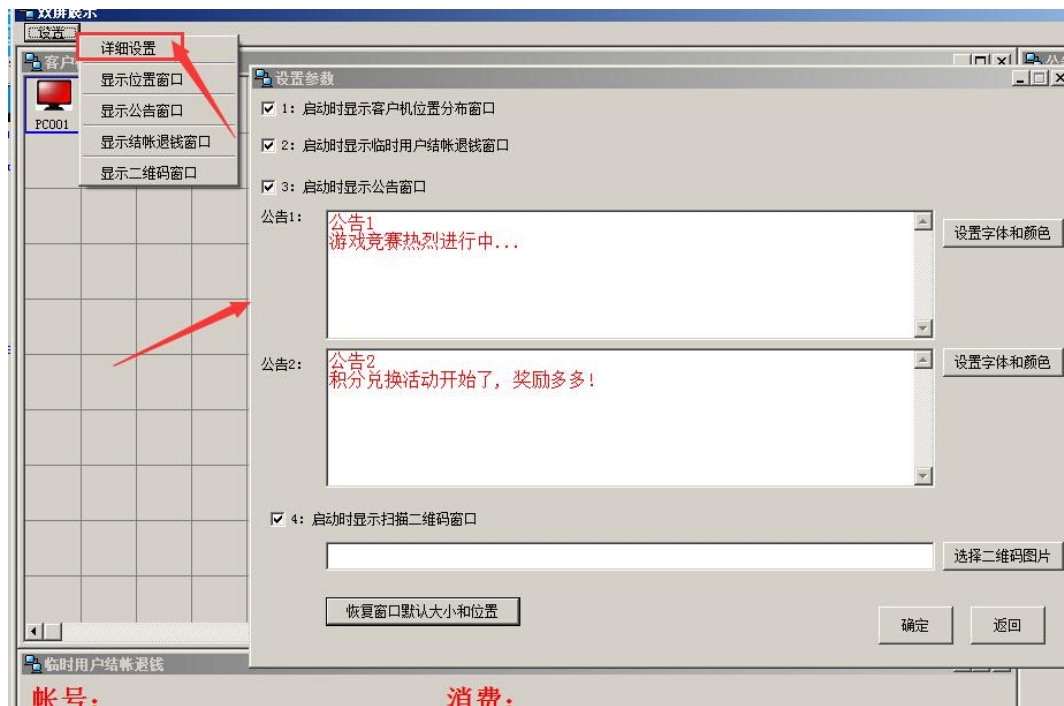 双屏展示
设置
详细设置
显示位置窗口
显示公告窗口
显示结帐退钱窗口
显示二维码窗口
客户
PC001
设置参数
1: 启动时显示客户机位置分布窗口
2: 启动时显示临时用户结帐退钱窗口
3: 启动时显示公告窗口
公告1:
公告1
游戏竞赛热烈进行中...
设置字体和颜色
公告2:
公告2
积分兑换活动开始了, 奖励多多!
设置字体和颜色
4: 启动时显示扫描二维码窗口
选择二维码图片
恢复窗口默认大小和位置
确定
返回
临时用户结帐退钱
帐号:
消费: